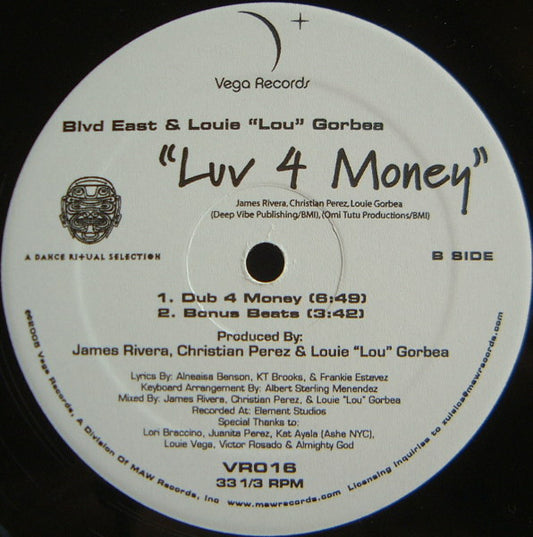 Vega Records
Blvd East & Louie "Lou" Gorbea
"Luv 4 Money"
James Rivera, Christian Perez, Louie Gorbea
(Deep Vibe Publishing/BMI), (Omi Tutu Productions/BMI)
A DANCE RITUAL SELECTION
B SIDE
1. Dub 4 Money (6:49)
2. Bonus Beats (3:42)
Produced By:
James Rivera, Christian Perez & Louie "Lou" Gorbea
Lyrics By: Alneaisa Benson, KT Brooks, & Frankie Estevez
Keyboard Arrangement By: Albert Sterling Menendez
Mixed By: James Rivera, Christian Perez, & Louie "Lou" Gorbea
Recorded At: Element Studios
Special Thanks to:
Lori Braccino, Juanita Perez, Kat Ayala (Ashe NYC),
Louie Vega, Victor Rosado & Almighty God
VR016
33 1/3 RPM
Vega Records, A Division Of MAW Records, Inc www.mawrecords.com Licensing inquiries to